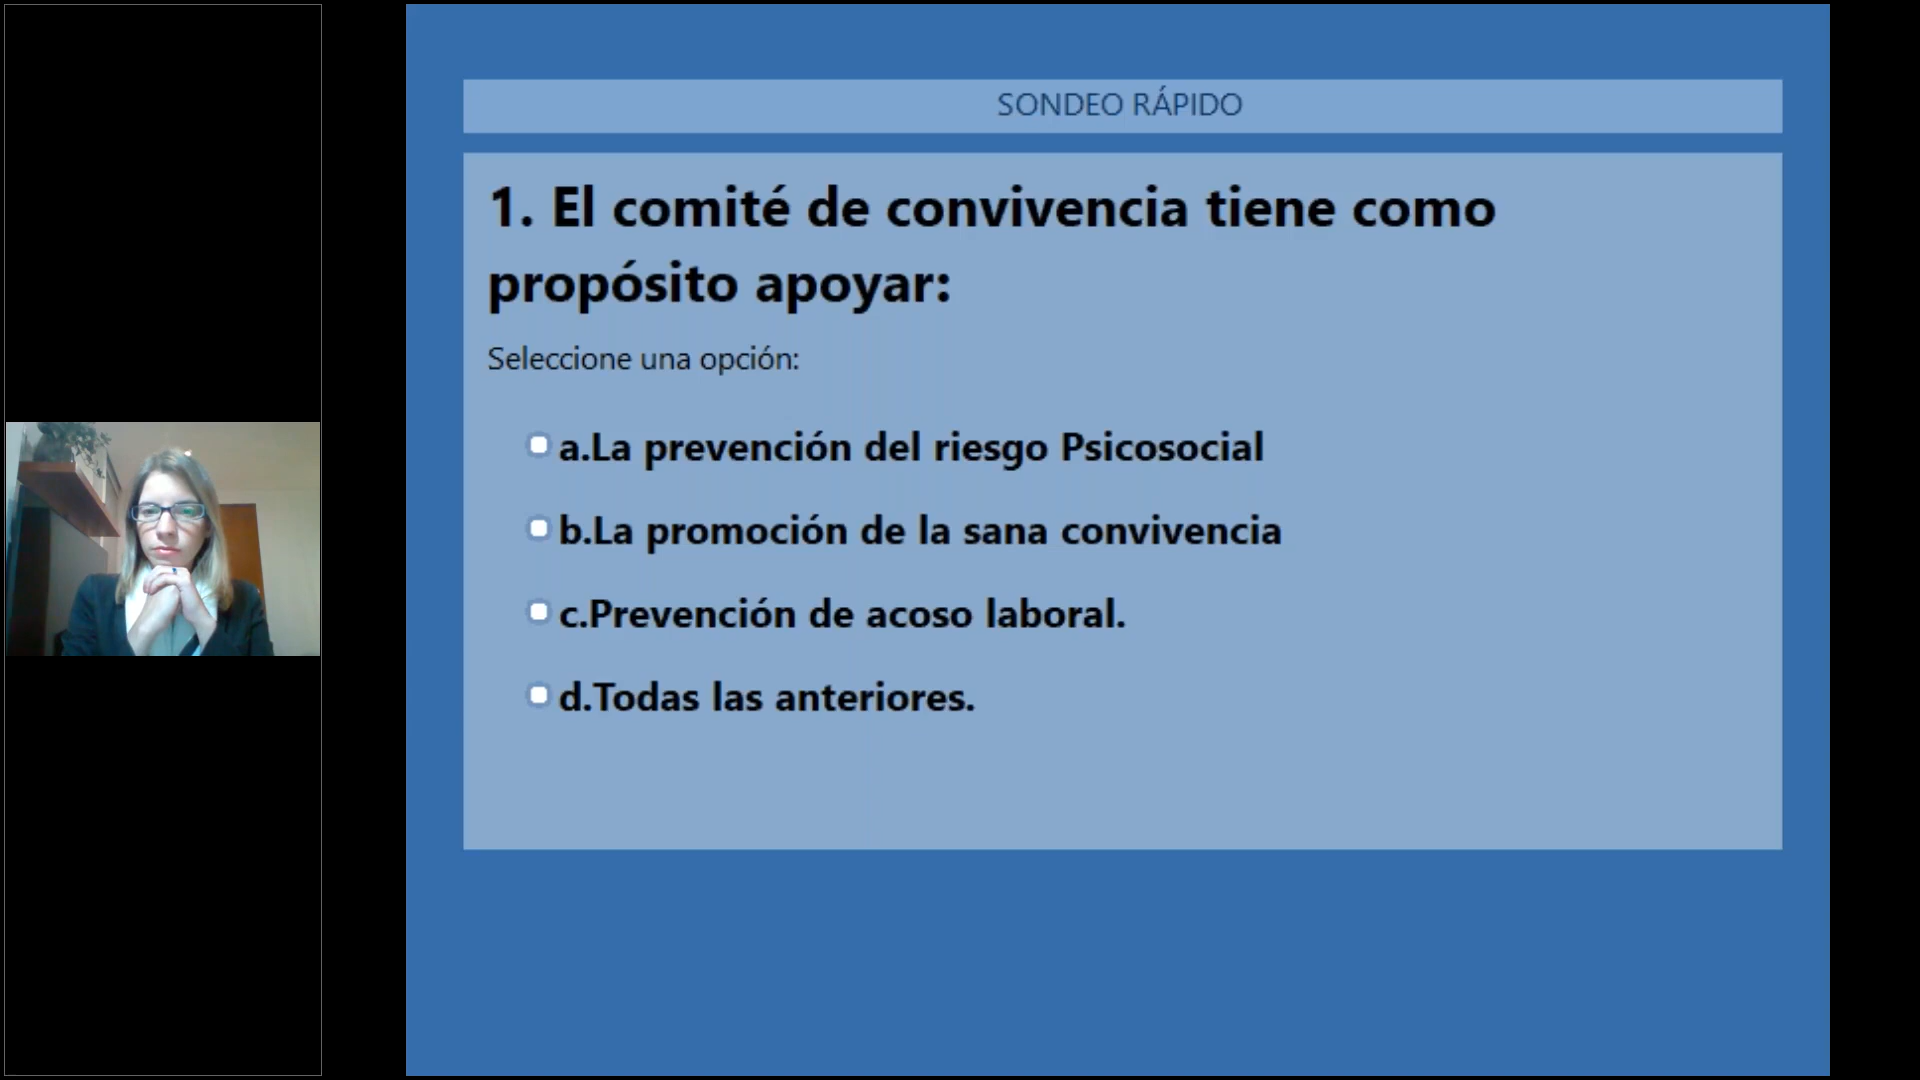 SONDEO RÁPIDO
1. El comité de convivencia tiene como
propósito apoyar:
Seleccione una opción:
a.La prevención del riesgo Psicosocial
b.La promoción de la sana convivencia
c.Prevención de acoso laboral.
d.Todas las anteriores.